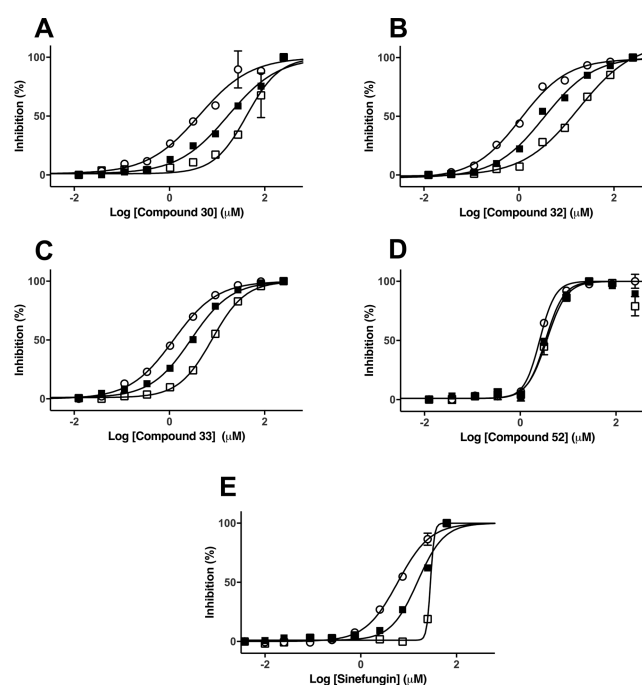 A
Inhibition (%)
100
50
0
-2
0
2
Log [Compound 30] (μM)
B
Inhibition (%)
100
50
0
-2
0
2
Log [Compound 32] (μM)
C
Inhibition (%)
100
50
0
-2
0
2
Log [Compound 33] (μM)
D
Inhibition (%)
100
50
0
-2
0
2
Log [Compound 52] (μM)
E
Inhibition (%)
100
50
0
-2
0
2
Log [Sinefungin] (μM)